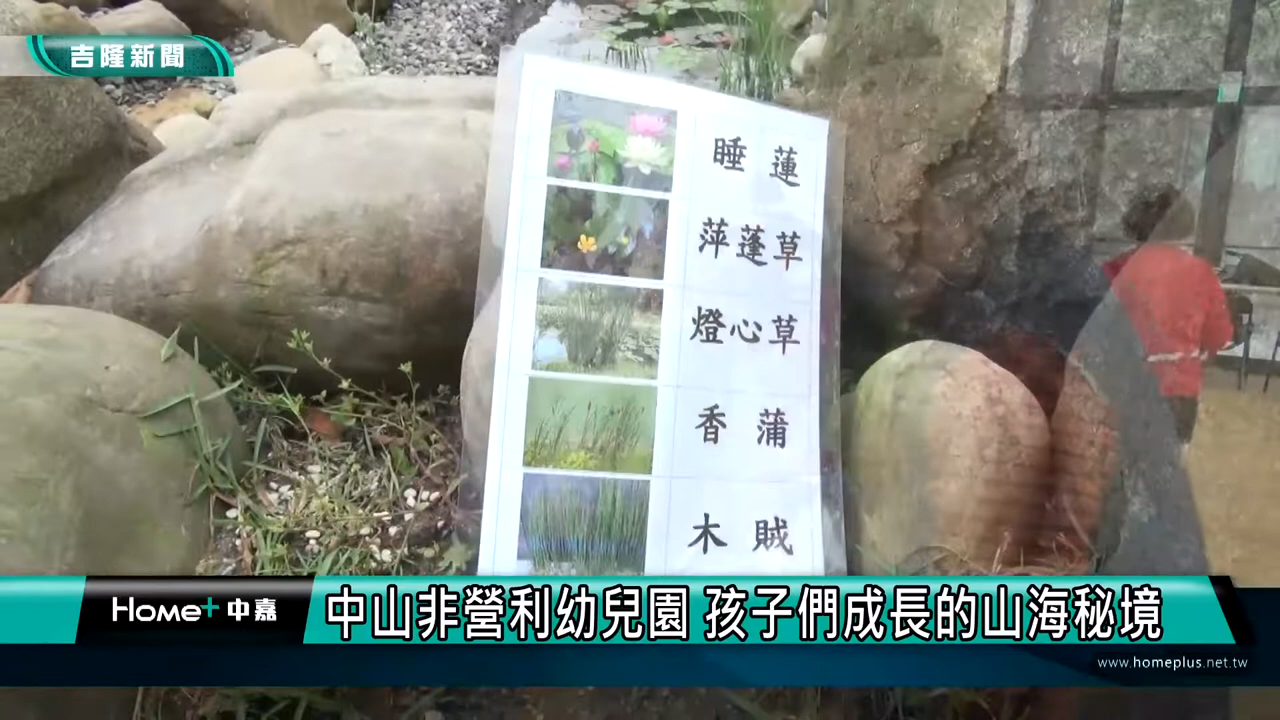 吉隆新聞
睡蓮
萍蓬草
燈心草
香蒲
木賊
Home+ 中嘉
中山非營利幼兒園 孩子們成長的山海秘境
www.homeplus.net.tw